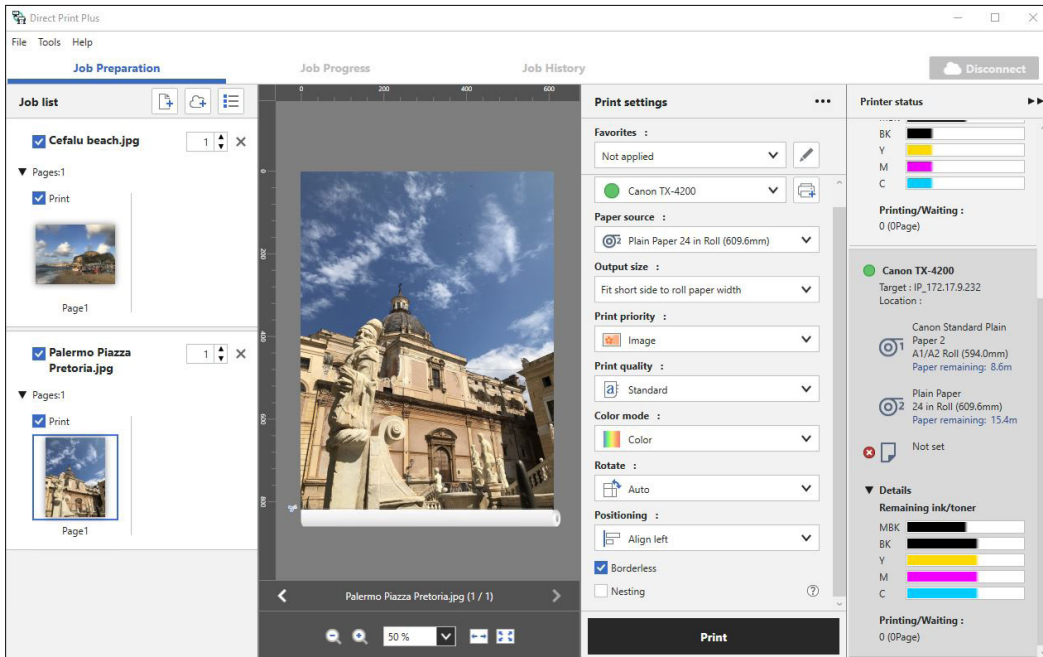 Direct Print Plus
File Tools Help
Job Preparation
Job Progress
Job History
Disconnect
Job list
Cefalu beach.jpg
1
Pages:1
Print
Page1
Palermo Piazza
Pretoria.jpg
1
Pages:1
Print
Page1
0 200 400 600
0
200
400
600
800
Palermo Piazza Pretoria.jpg (1 / 1)
50 %
Print settings
Favorites :
Not applied
Canon TX-4200
Paper source :
2 Plain Paper 24 in Roll (609.6mm)
Output size :
Fit short side to roll paper width
Print priority :
Image
Print quality :
a Standard
Color mode :
Color
Rotate :
Auto
Positioning :
Align left
Borderless
Nesting
Print
Printer status
MBK
BK
Y
M
C
Printing/Waiting :
0 (0Page)
Canon TX-4200
Target : IP_172.17.9.232
Location :
Canon Standard Plain
1 Paper 2
A1/A2 Roll (594.0mm)
Paper remaining: 8.6m
Plain Paper
2 24 in Roll (609.6mm)
Paper remaining: 15.4m
Not set
Details
Remaining ink/toner
MBK
BK
Y
M
C
Printing/Waiting :
0 (0Page)